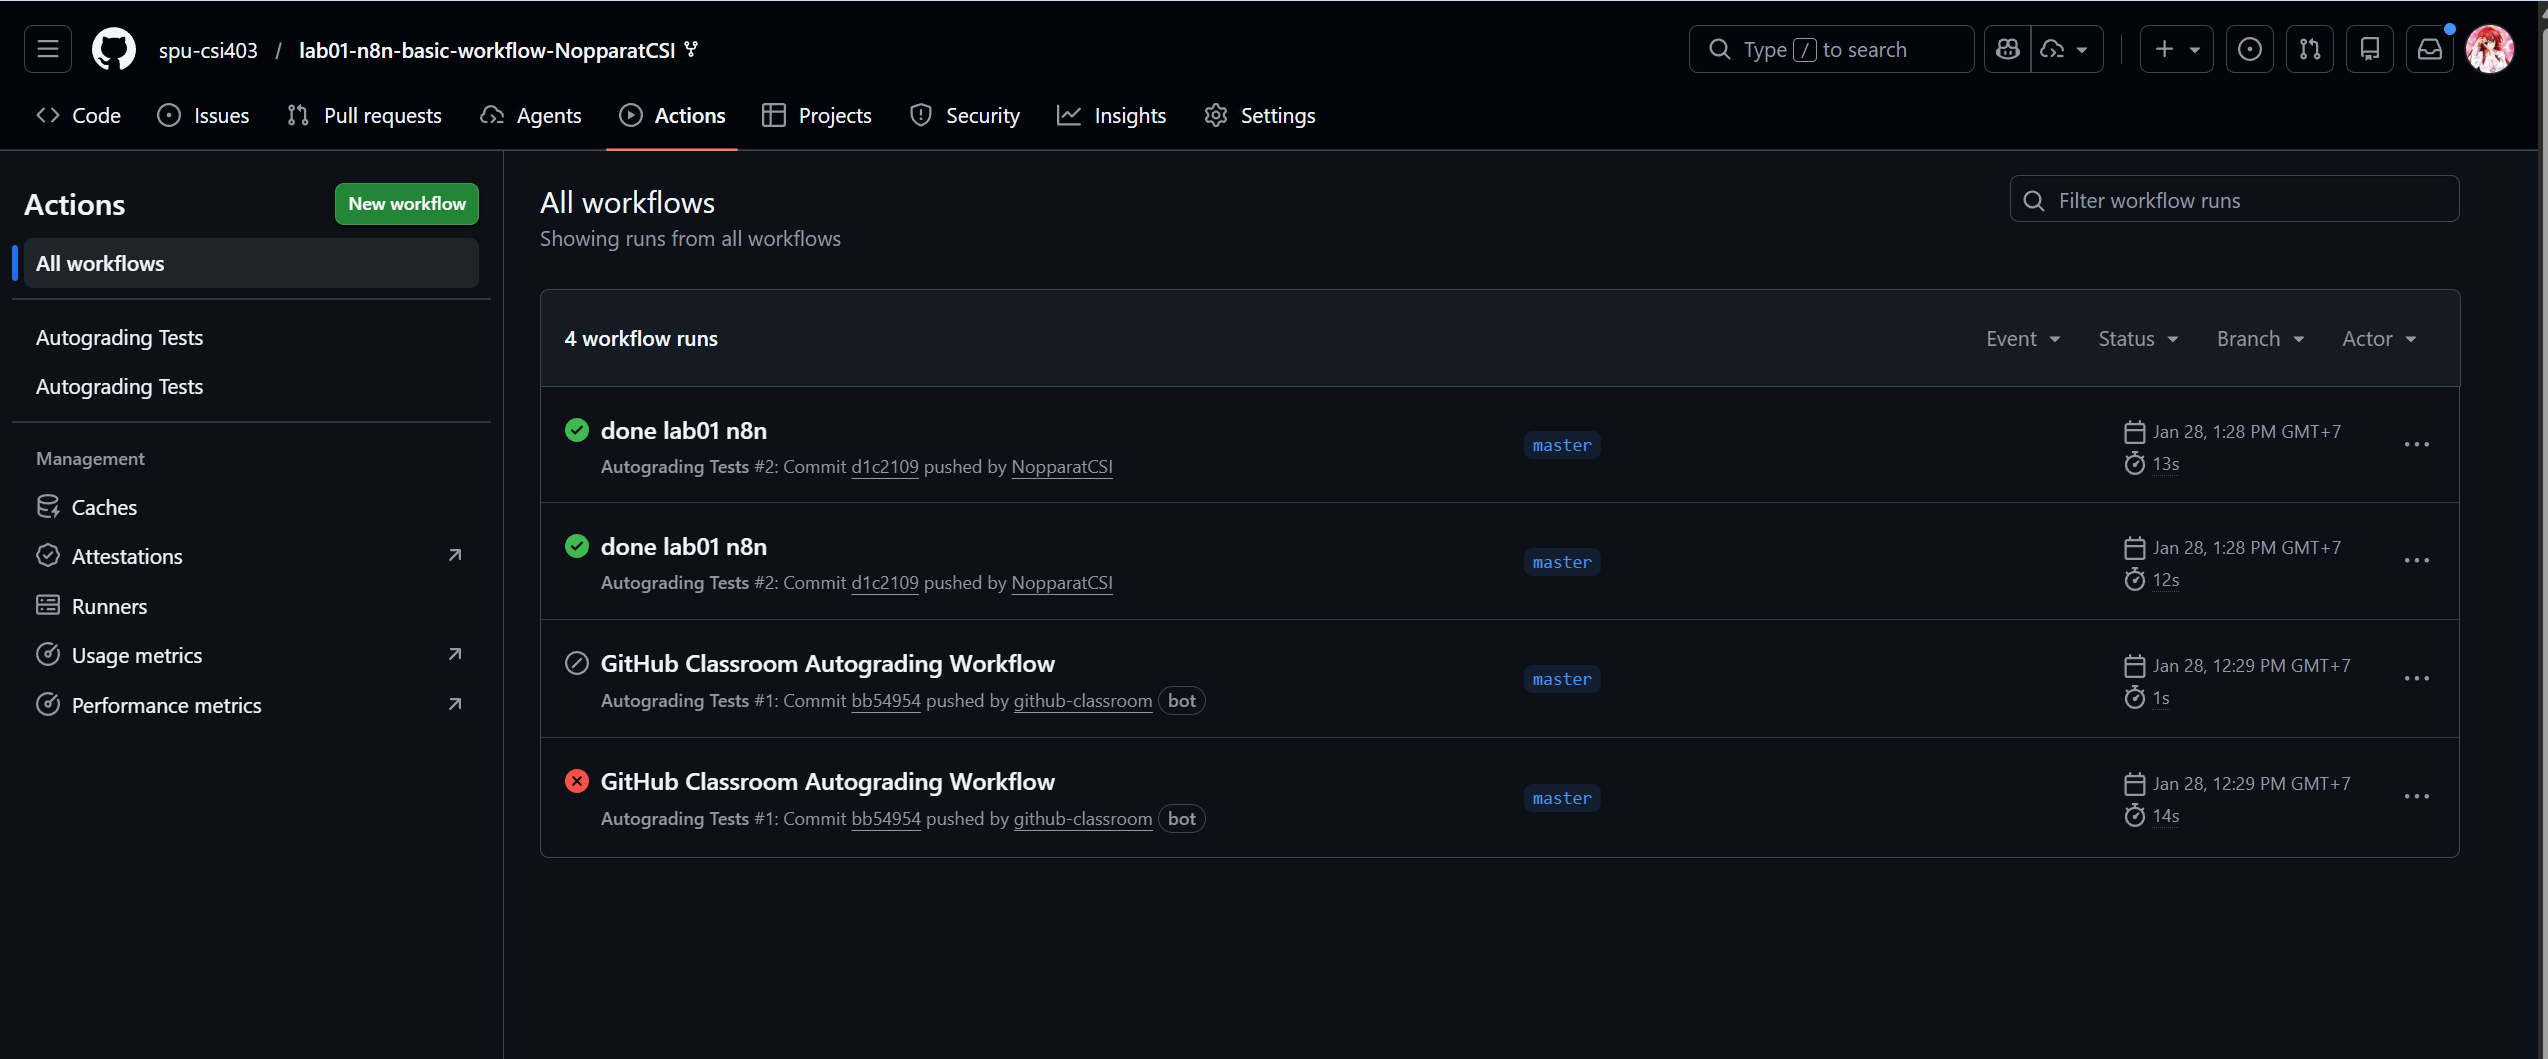 spu-csi403 / lab01-n8n-basic-workflow-NopparatCSI
Type / to search
Code Issues Pull requests Agents Actions Projects Security Insights Settings
Actions
New workflow
All workflows
Autograding Tests
Autograding Tests
Management
Caches
Attestations
Runners
Usage metrics
Performance metrics
All workflows
Showing runs from all workflows
Filter workflow runs
4 workflow runs
Event Status Branch Actor
done lab01 n8n
Autograding Tests #2: Commit d1c2109 pushed by NopparatCSI
master
Jan 28, 1:28 PM GMT+7
13s
done lab01 n8n
Autograding Tests #2: Commit d1c2109 pushed by NopparatCSI
master
Jan 28, 1:28 PM GMT+7
12s
GitHub Classroom Autograding Workflow
Autograding Tests #1: Commit bb54954 pushed by github-classroom bot
master
Jan 28, 12:29 PM GMT+7
1s
GitHub Classroom Autograding Workflow
Autograding Tests #1: Commit bb54954 pushed by github-classroom bot
master
Jan 28, 12:29 PM GMT+7
14s